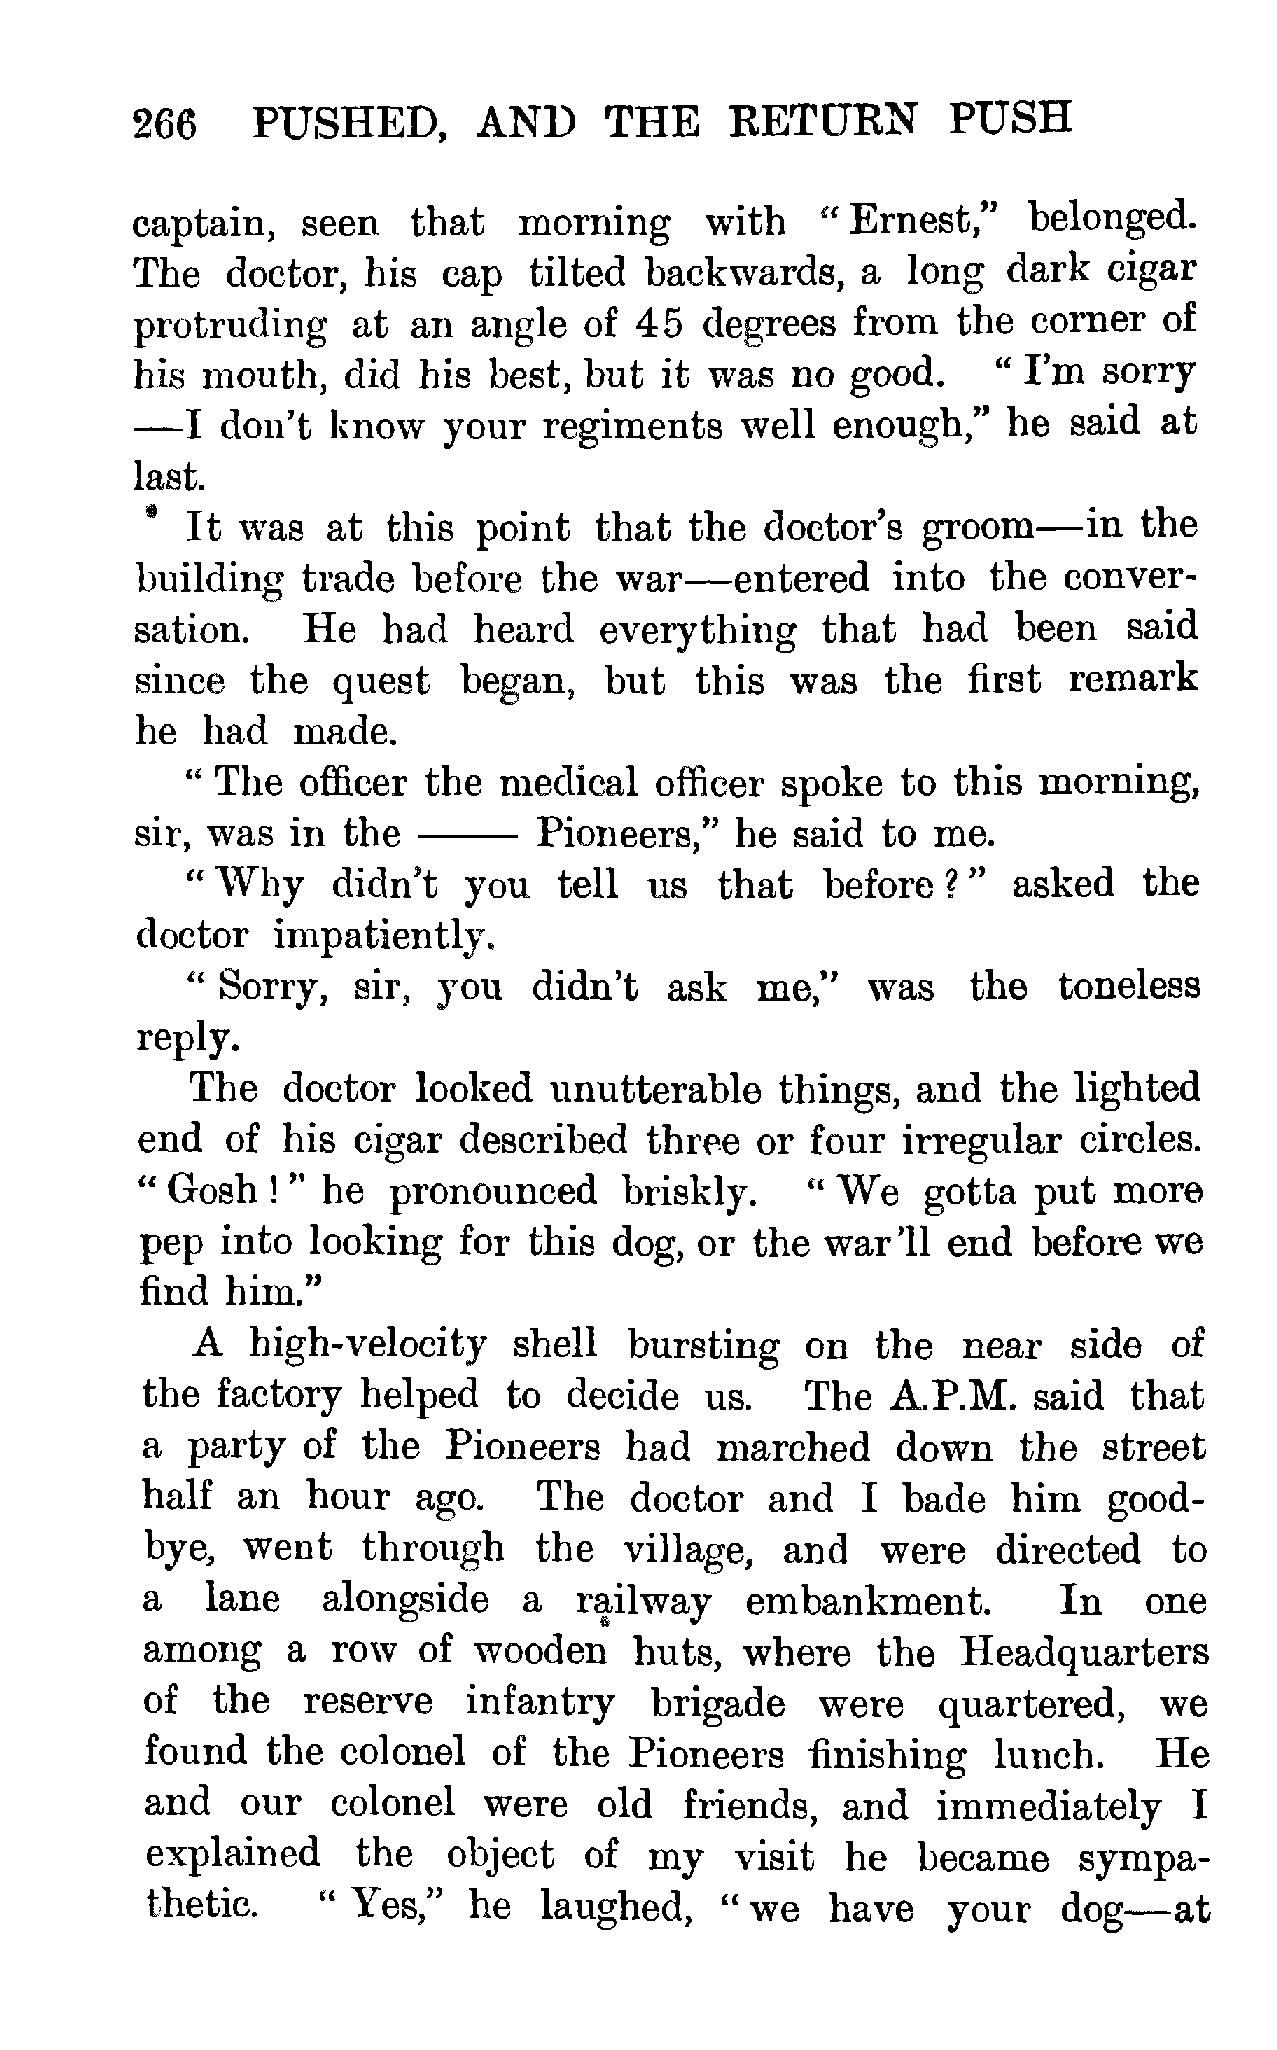 266 PUSHED, AND THE RETURN PUSH
captain, seen that morning with “Ernest,” belonged.
The doctor, his cap tilted backwards, a long dark cigar
protruding at an angle of 45 degrees from the corner of
his mouth, did his best, but it was no good. “I'm sorry
—I don't know your regiments well enough,” he said at
last.
It was at this point that the doctor's groom—in the
building trade before the war—entered into the conver-
sation. He had heard everything that had been said
since the quest began, but this was the first remark
he had made.
“The officer the medical officer spoke to this morning,
sir, was in the —— Pioneers,” he said to me.
“Why didn't you tell us that before?” asked the
doctor impatiently.
“Sorry, sir, you didn't ask me,” was the toneless
reply.
The doctor looked unutterable things, and the lighted
end of his cigar described three or four irregular circles.
“Gosh!” he pronounced briskly. “We gotta put more
pep into looking for this dog, or the war'll end before we
find him.”
A high-velocity shell bursting on the near side of
the factory helped to decide us. The A.P.M. said that
a party of the Pioneers had marched down the street
half an hour ago. The doctor and I bade him good-
bye, went through the village, and were directed to
a lane alongside a railway embankment. In one
among a row of wooden huts, where the Headquarters
of the reserve infantry brigade were quartered, we
found the colonel of the Pioneers finishing lunch. He
and our colonel were old friends, and immediately I
explained the object of my visit he became sympa-
thetic. “Yes,” he laughed, “we have your dog—at